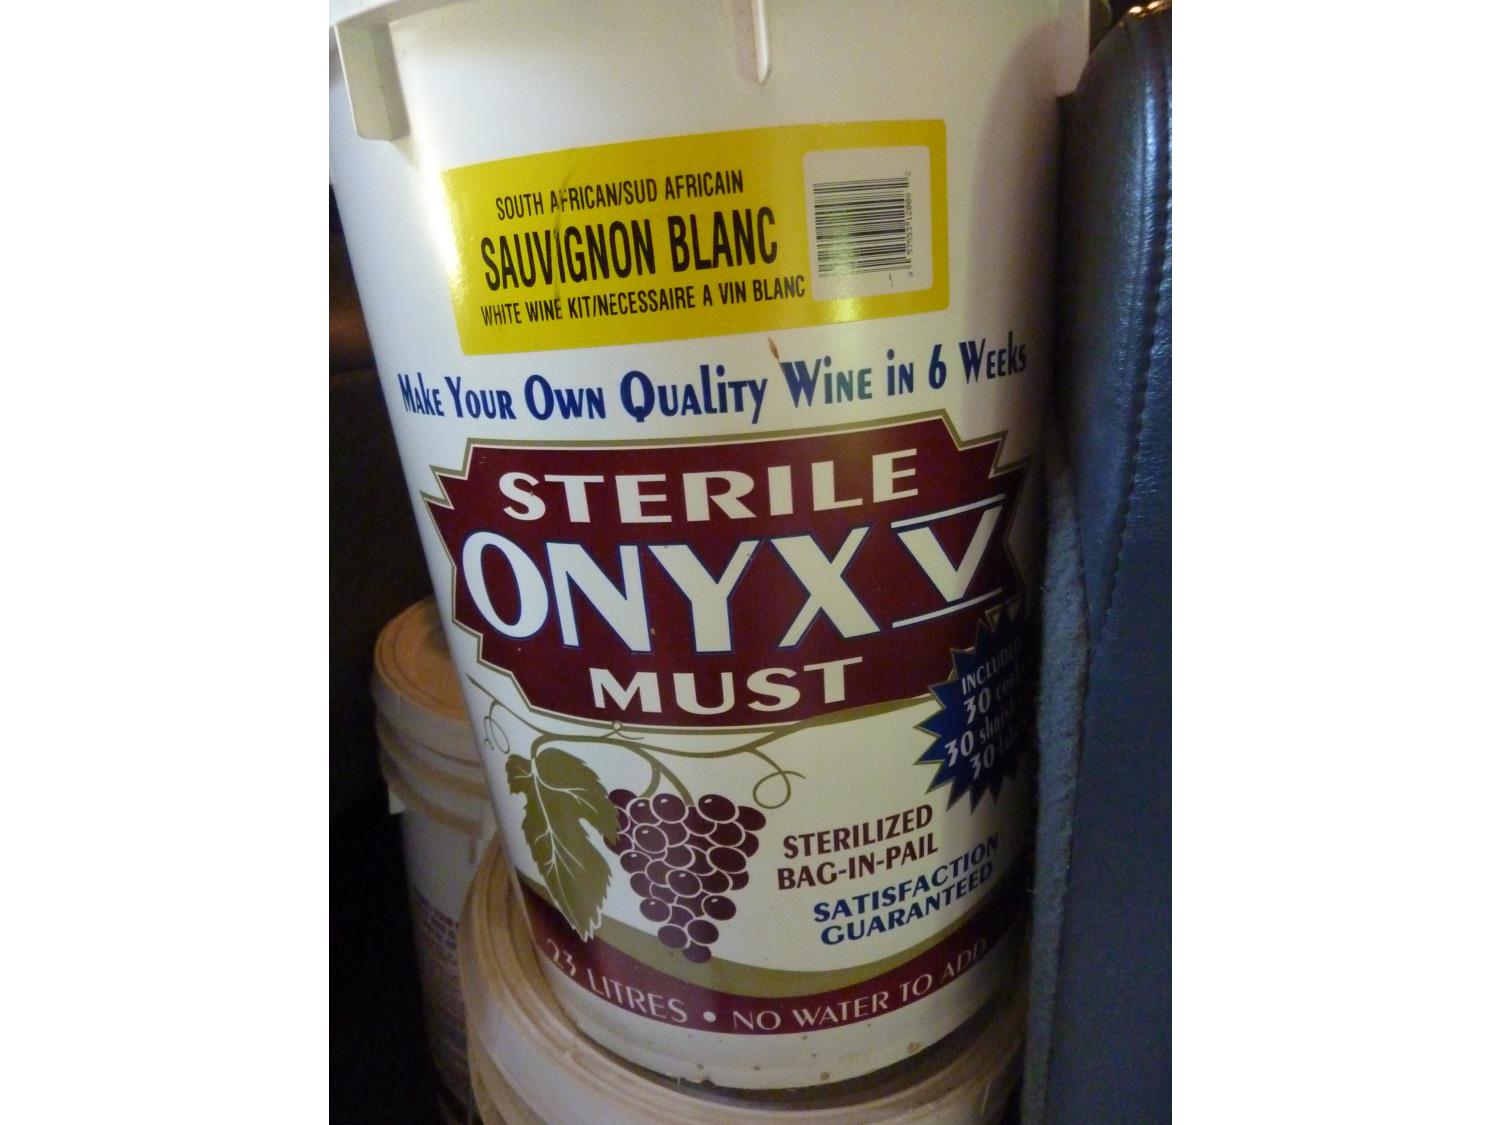 SOUTH AFRICAN/SUD AFRICAIN
SAUVIGNON BLANC
WHITE WINE KIT/NECESSAIRE A VIN BLANC
Make Your Own Quality Wine in 6 Weeks
STERILE
ONYX V
MUST
INCLUDED
30
30
30
STERILIZED
BAG-IN-PAIL
SATISFACTION
GUARANTEED
23 LITRES • NO WATER TO ADD